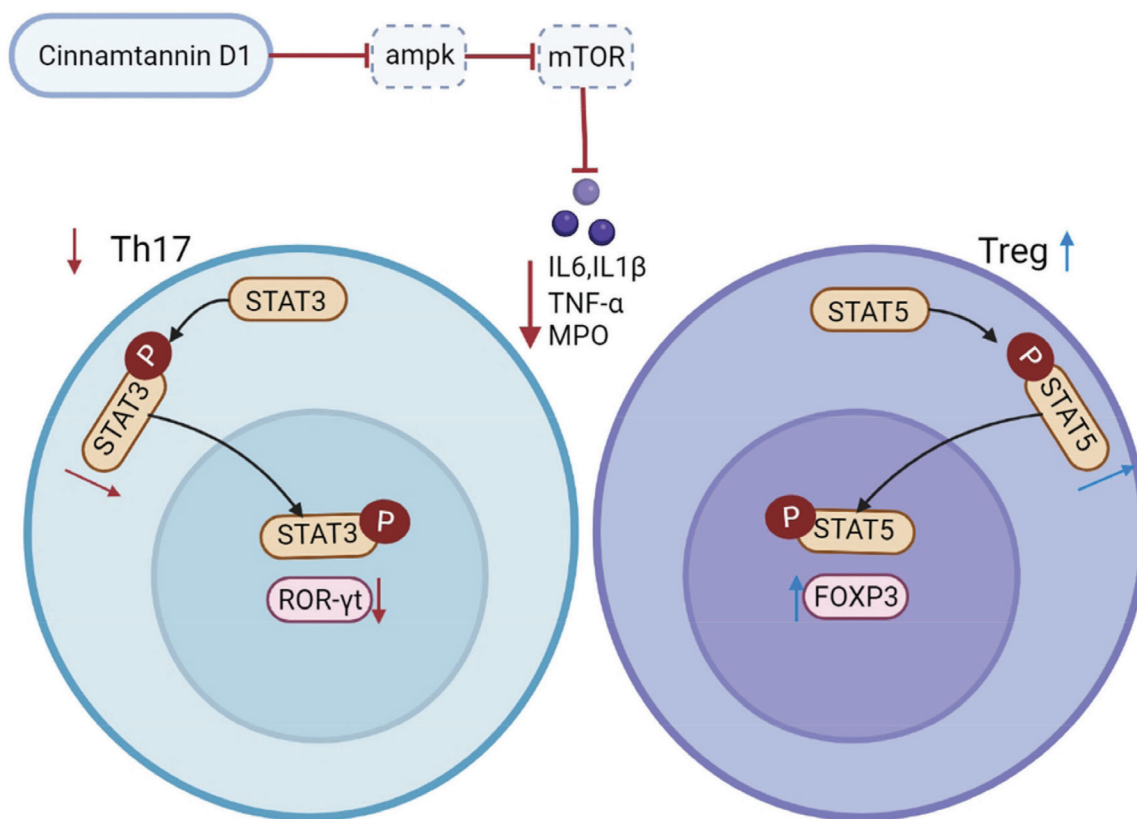 Cinnamtannin D1
ampk
mTOR
Th17
IL6,IL1β
TNF-α
MPO
Treg
STAT3
P
STAT3
STAT3
P
ROR-γt
STAT5
P
STAT5
P
STAT5
FOXP3